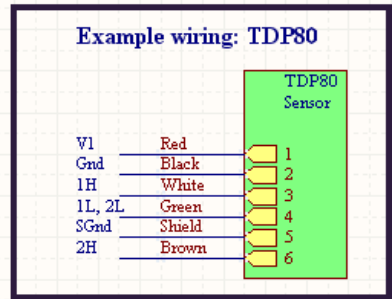 Example wiring: TDP80
TDP80
Sensor
V1 Red 1
Gnd Black 2
1H White 3
1L, 2L Green 4
SGnd Shield 5
2H Brown 6